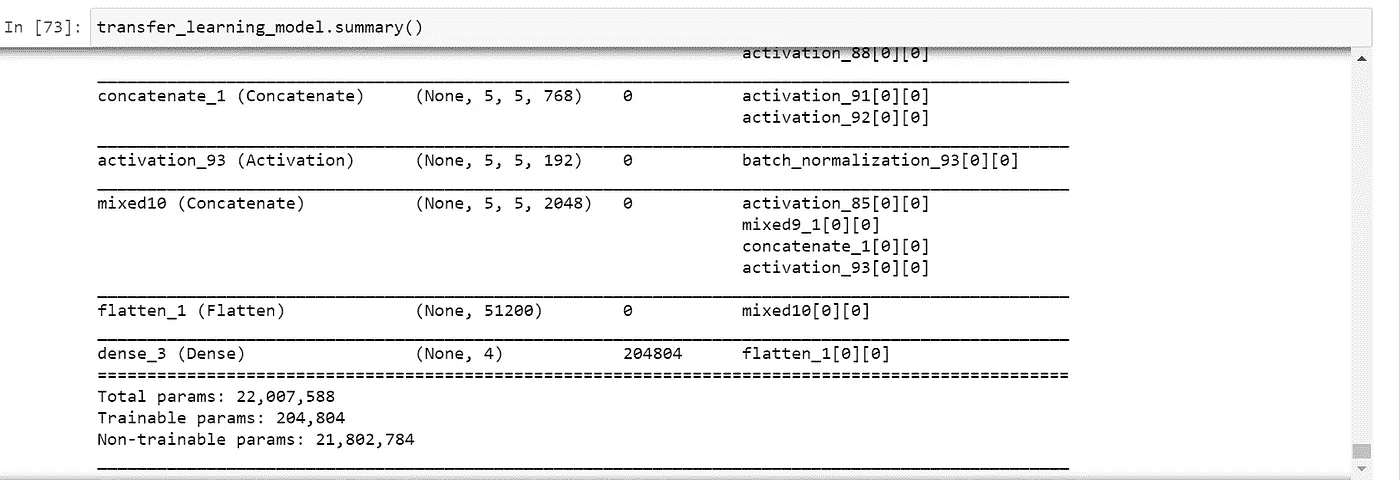 In [73]: transfer_learning_model.summary()
activation_88[0][0]
concatenate_1 (Concatenate) (None, 5, 5, 768) 0 activation_91[0][0]
activation_92[0][0]
activation_93 (Activation) (None, 5, 5, 192) 0 batch_normalization_93[0][0]
mixed10 (Concatenate) (None, 5, 5, 2048) 0 activation_85[0][0]
mixed9_1[0][0]
concatenate_1[0][0]
activation_93[0][0]
flatten_1 (Flatten) (None, 51200) 0 mixed10[0][0]
dense_3 (Dense) (None, 4) 204804 flatten_1[0][0]
Total params: 22,007,588
Trainable params: 204,804
Non-trainable params: 21,802,784